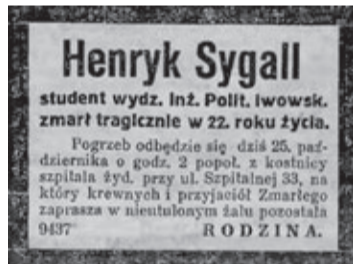 Henryk Sygall
student wydz. Inż. Polit. lwowsk.
zmarł tragicznie w 22. roku życia.
Pogrzeb odbędzie się dziś 25. paź-
dziernika o godz. 2 popoł. z kostnicy
szpitala żyd. przy ul. Szpitalnej 33, na
który krewnych i przyjaciół Zmarłego
zaprasza w nieutulonym żalu pozostała
9437 RODZINA.